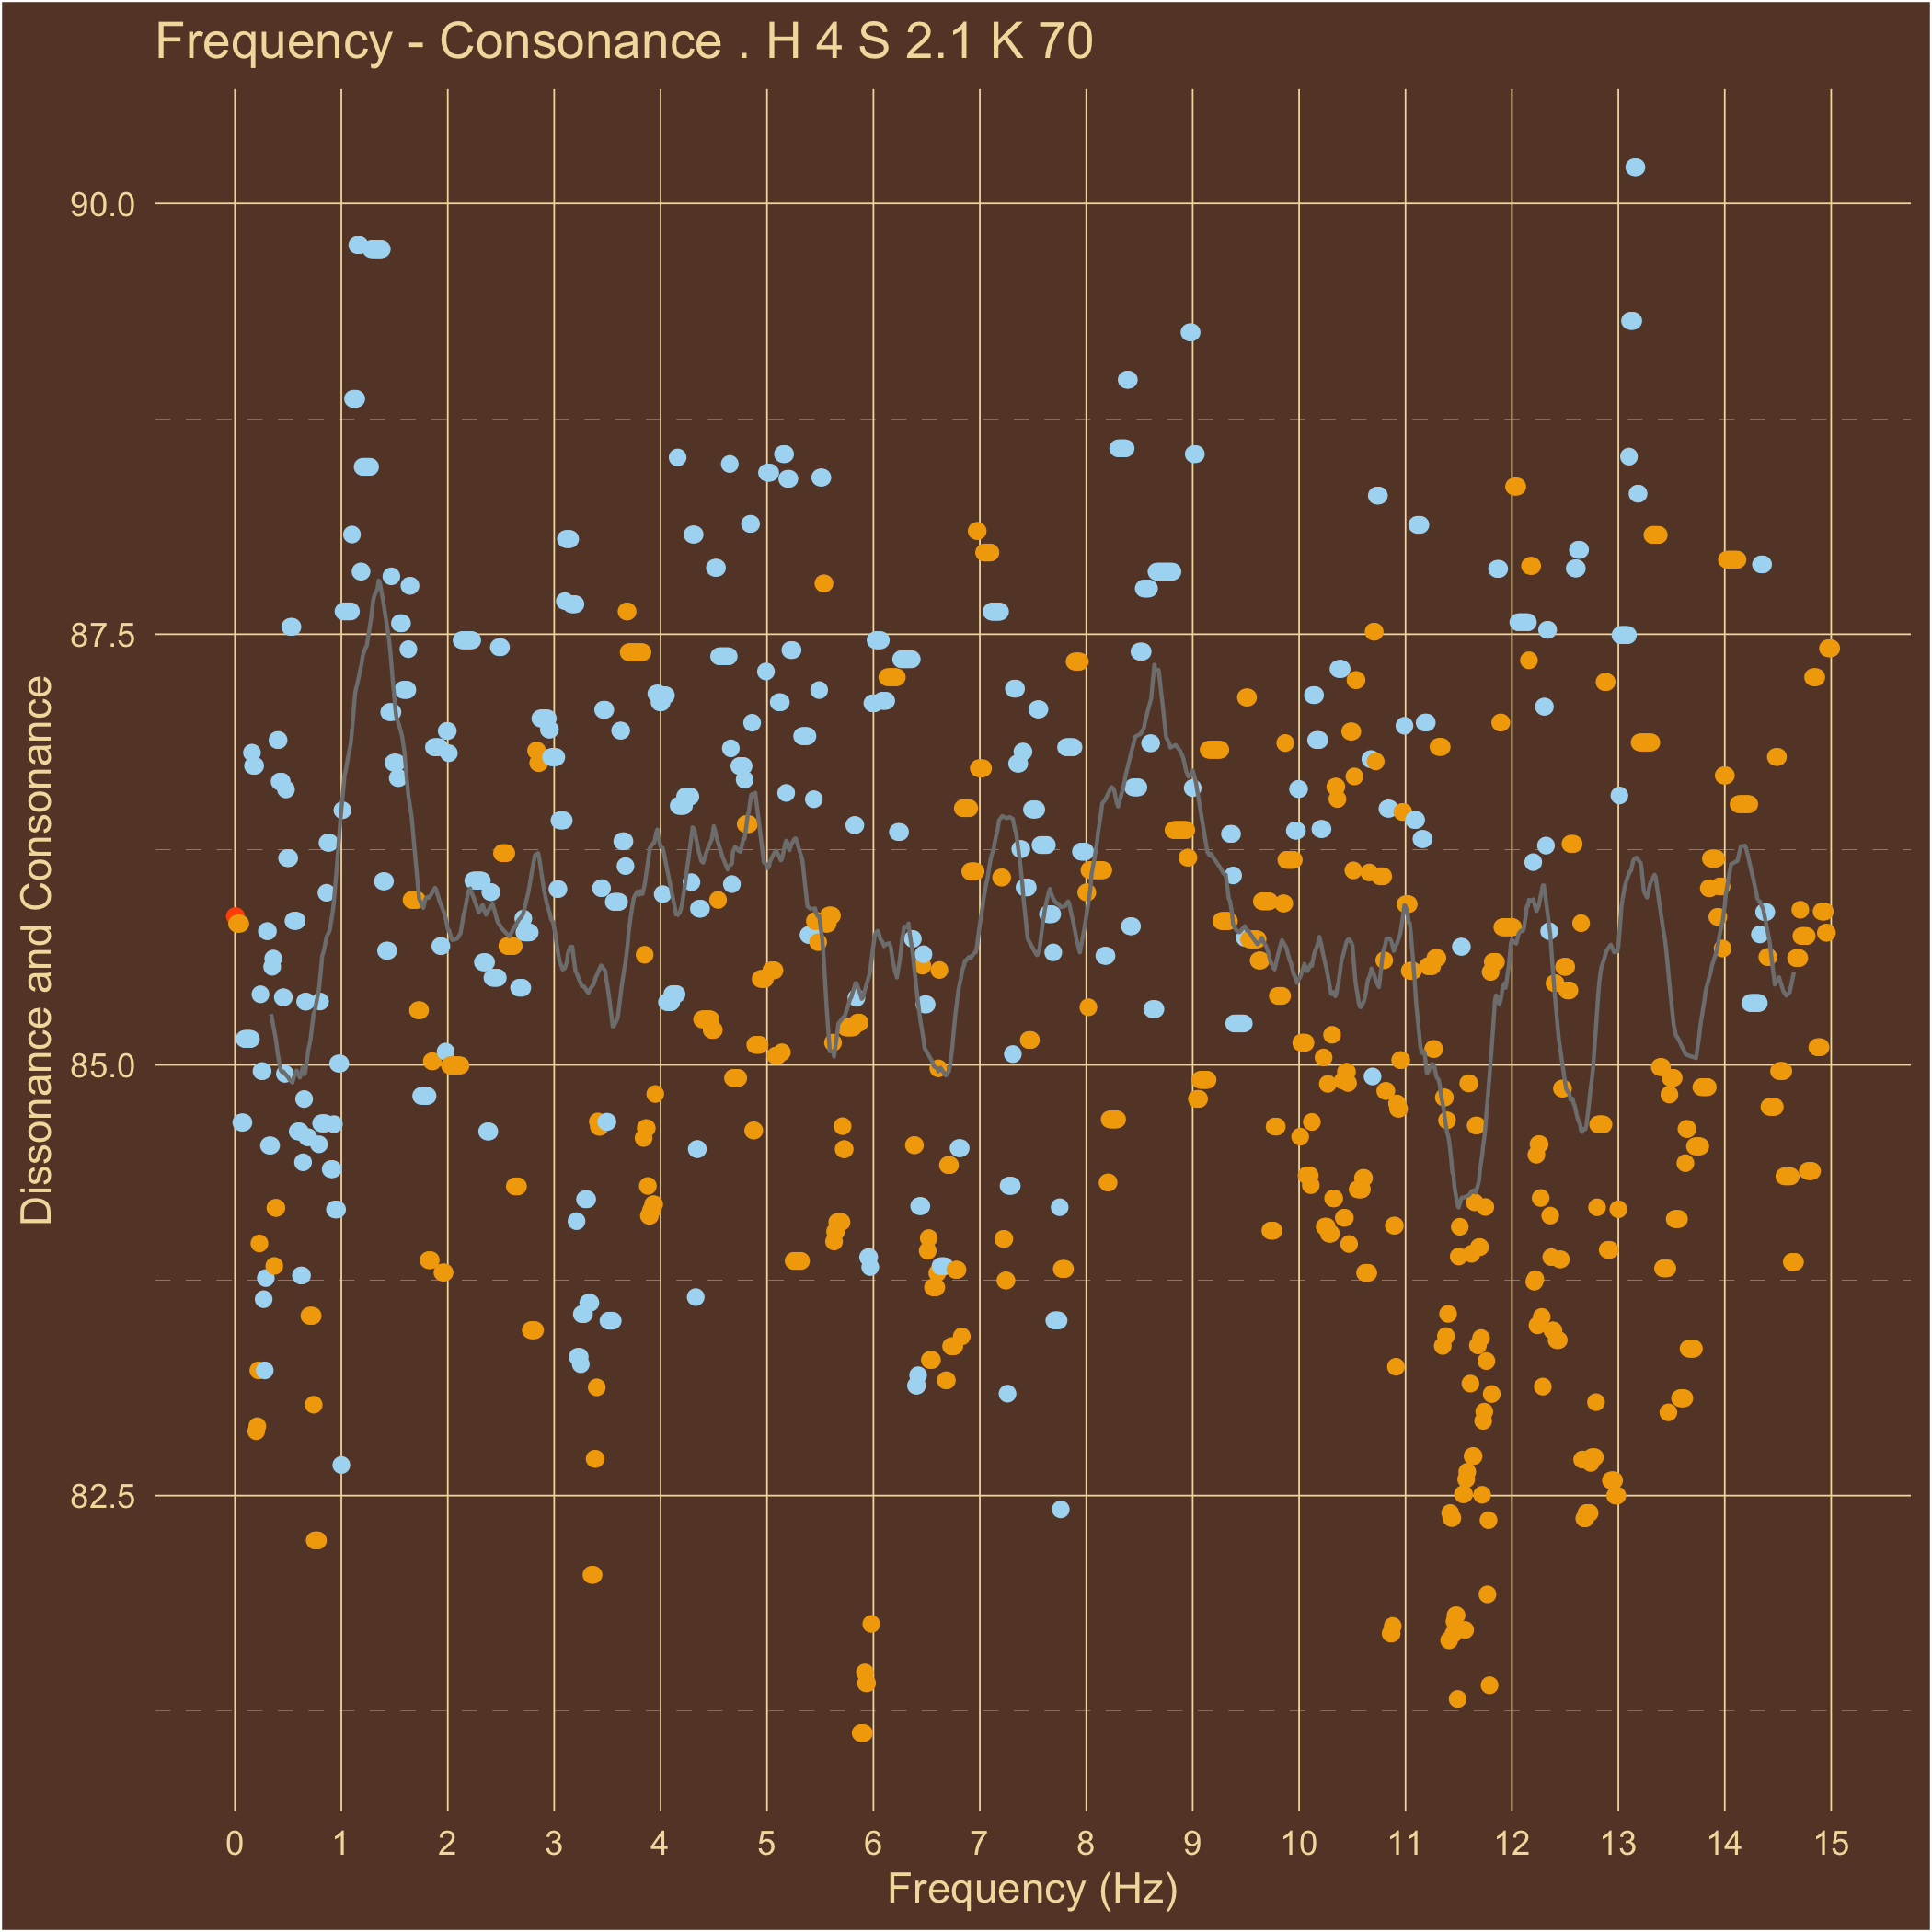 Frequency - Consonance . H 4 S 2.1 K 70
Dissonance and Consonance
90.0
87.5
85.0
82.5
0 1 2 3 4 5 6 7 8 9 10 11 12 13 14 15
Frequency (Hz)